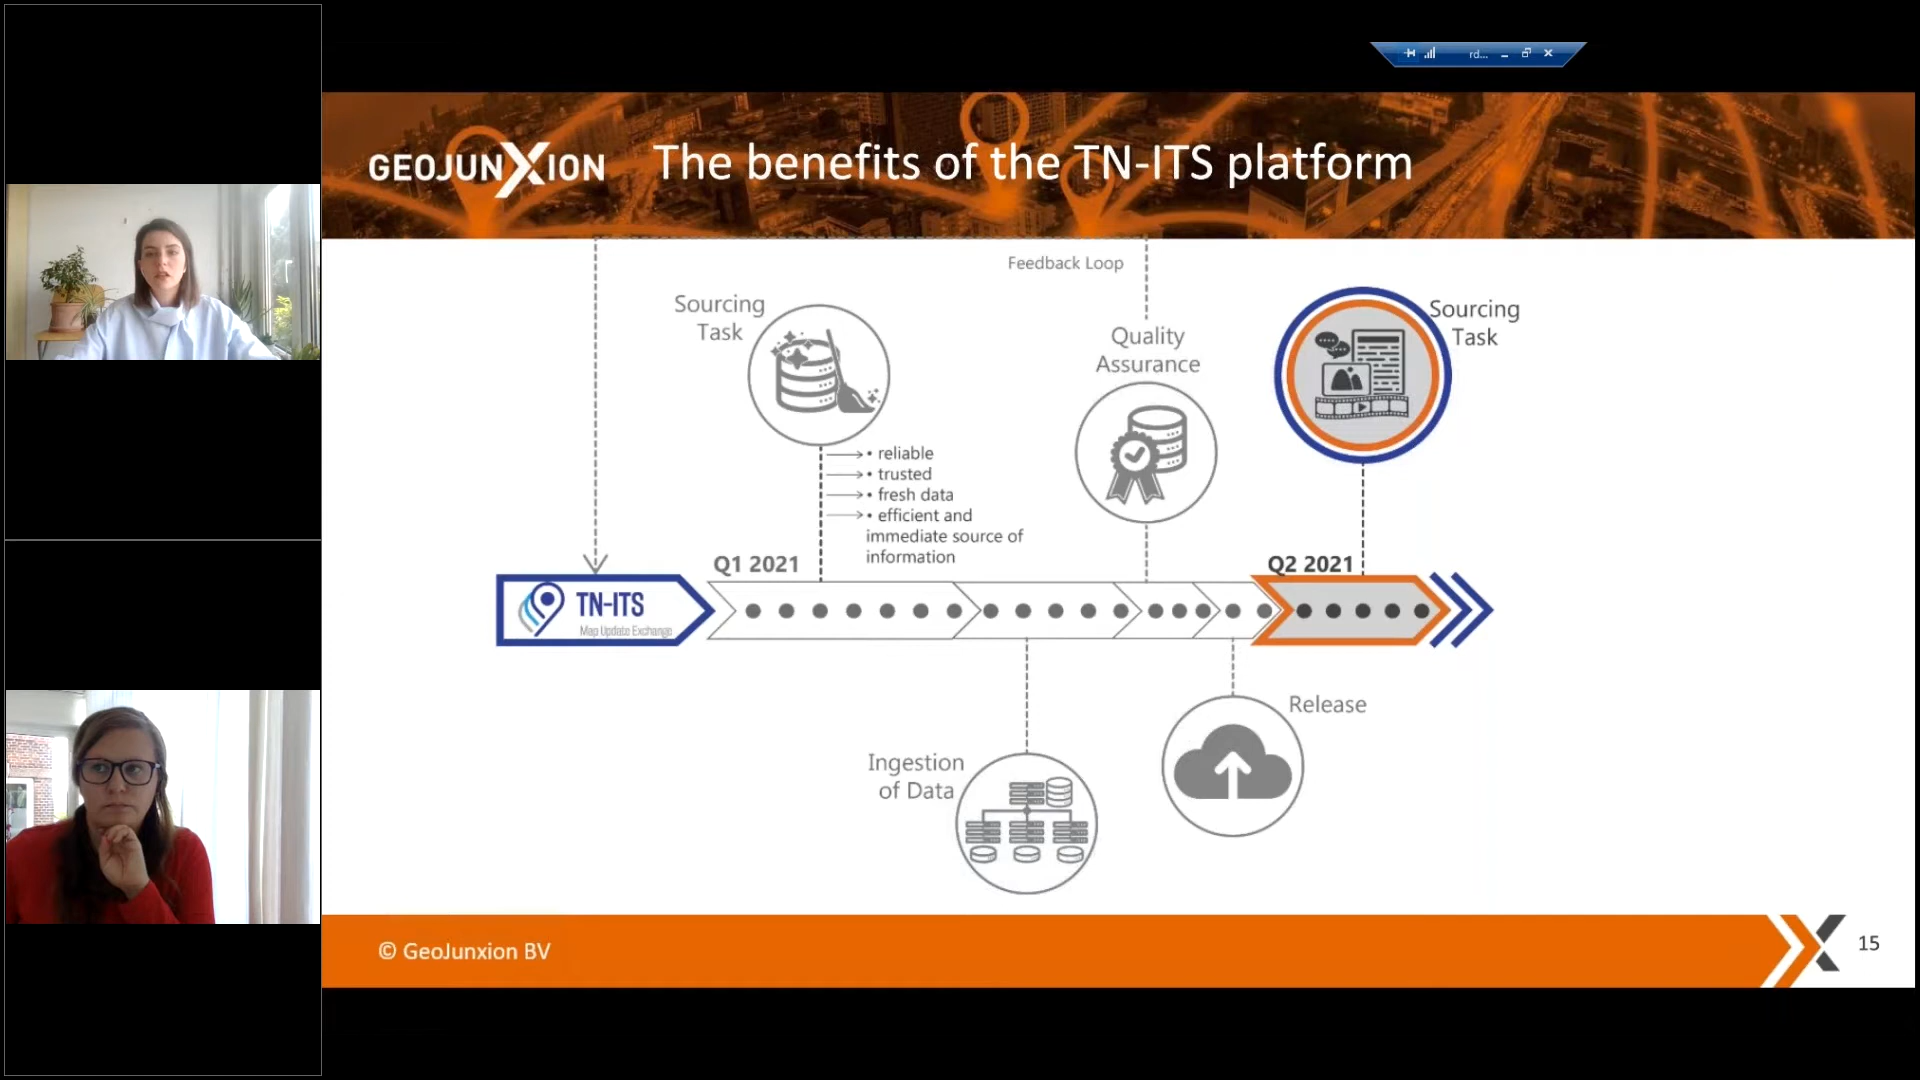 rd...
GEOJUNXION
The benefits of the TN-ITS platform
Feedback Loop
Sourcing
Task
Quality
Assurance
Sourcing
Task
• reliable
• trusted
• fresh data
• efficient and
immediate source of
information
Q1 2021
Q2 2021
TN-ITS
Map Update Exchange
Release
Ingestion
of Data
© GeoJunxion BV
15